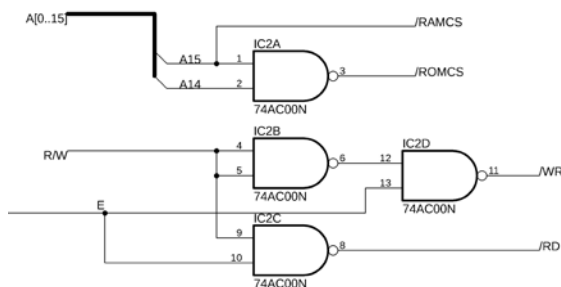 A[0..15]
/RAMCS
IC2A
A15
1
3
/ROMCS
A14
2
74AC00N
IC2B
IC2D
R/W
4
6
12
5
11
/WR
13
74AC00N
74AC00N
E
IC2C
9
8
/RD
10
74AC00N